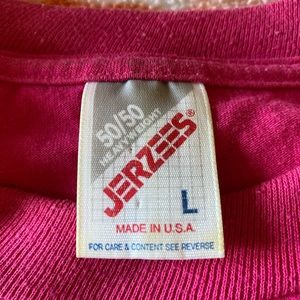 50/50
HEAVYWEIGHT
JERZEES®
L
MADE IN U.S.A.
FOR CARE & CONTENT SEE REVERSE